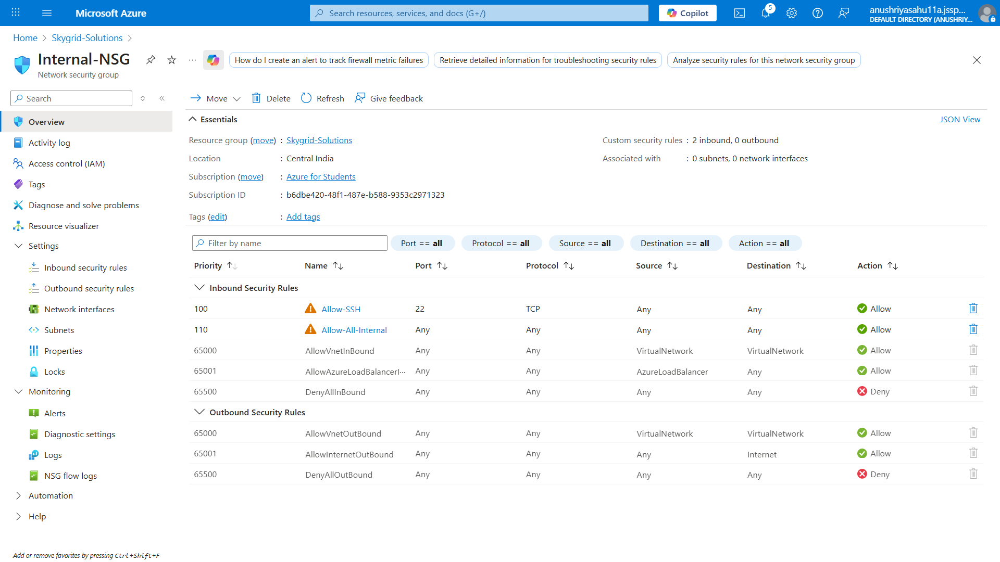 Microsoft Azure
Search resources, services, and docs (G+/)
Copilot
5
anushriyasahu11a.jssp...
DEFAULT DIRECTORY (ANUSHRIY...
Home > Skygrid-Solutions >
Internal-NSG
Network security group
How do I create an alert to track firewall metric failures
Retrieve detailed information for troubleshooting security rules
Analyze security rules for this network security group
Search
Move
Delete
Refresh
Give feedback
Overview
Activity log
Access control (IAM)
Tags
Diagnose and solve problems
Resource visualizer
Settings
Inbound security rules
Outbound security rules
Network interfaces
Subnets
Properties
Locks
Monitoring
Alerts
Diagnostic settings
Logs
NSG flow logs
Automation
Help
Add or remove favorites by pressing Ctrl+Shift+F
Essentials
JSON View
Resource group (move) : Skygrid-Solutions
Location : Central India
Subscription (move) : Azure for Students
Subscription ID : b6dbe420-48f1-487e-b588-9353c2971323
Tags (edit) : Add tags
Custom security rules : 2 inbound, 0 outbound
Associated with : 0 subnets, 0 network interfaces
Filter by name
Port == all
Protocol == all
Source == all
Destination == all
Action == all
Priority Name Port Protocol Source Destination Action
Inbound Security Rules
100 Allow-SSH 22 TCP Any Any Allow
110 Allow-All-Internal Any Any Any Any Allow
65000 AllowVnetInBound Any Any VirtualNetwork VirtualNetwork Allow
65001 AllowAzureLoadBalancerI... Any Any AzureLoadBalancer Any Allow
65500 DenyAllInBound Any Any Any Any Deny
Outbound Security Rules
65000 AllowVnetOutBound Any Any VirtualNetwork VirtualNetwork Allow
65001 AllowInternetOutBound Any Any Any Internet Allow
65500 DenyAllOutBound Any Any Any Any Deny